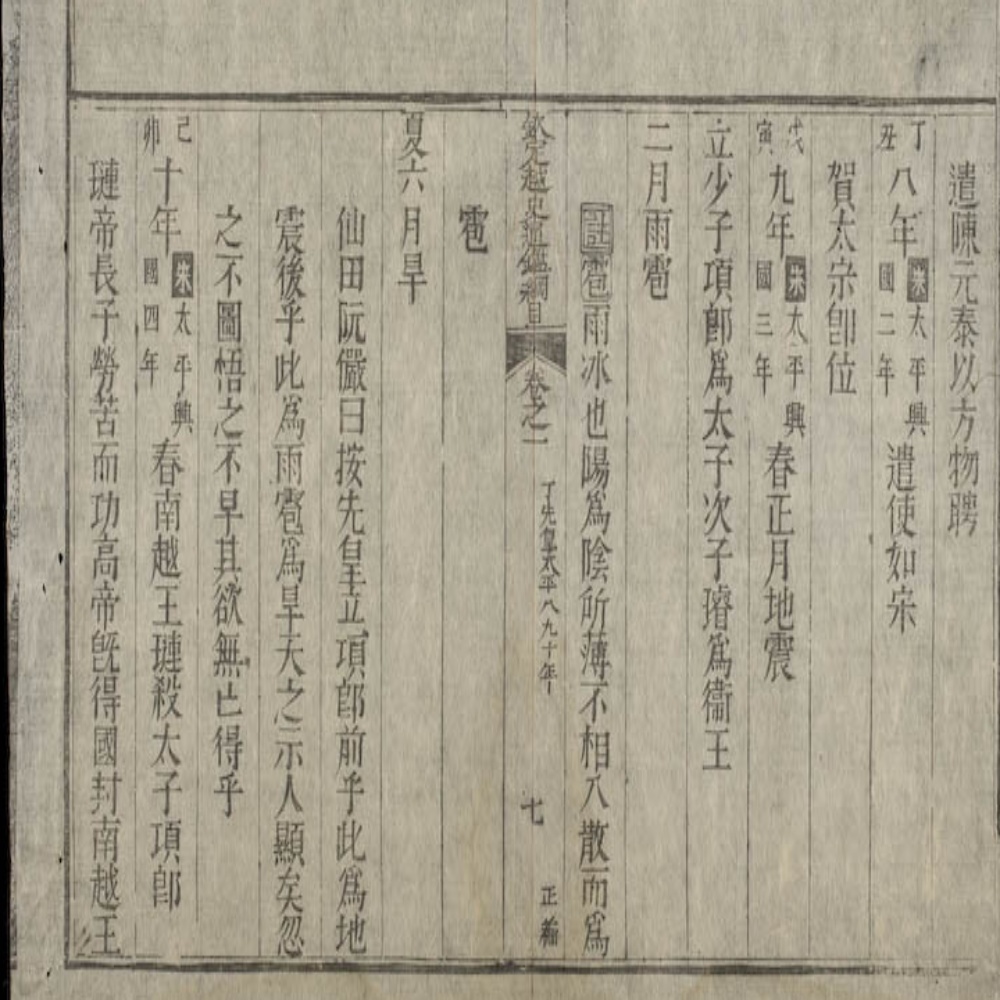 遣陳元泰以方物聘
丁丑八年宋太平興國二年遣使如宋
賀太宗卽位
戊寅九年宋太平興國三年春正月地震
立少子項郎爲太子次子璿爲衞王
二月雨雹
註雹雨冰也陽爲陰所薄不相入散而爲
欽定越史通鑑綱目 卷之一 丁先皇太平八九十年 七 正編
雹
夏六月旱
仙田阮儼曰按先皇立項郎前乎此爲地
震後乎此爲雨雹爲旱天之示人顯矣忽
之不圖悟之不早其欲無亡得乎
己卯十年宋太平興國四年春南越王璉殺太子項郎
璉帝長子勞苦而功高帝旣得國封南越王